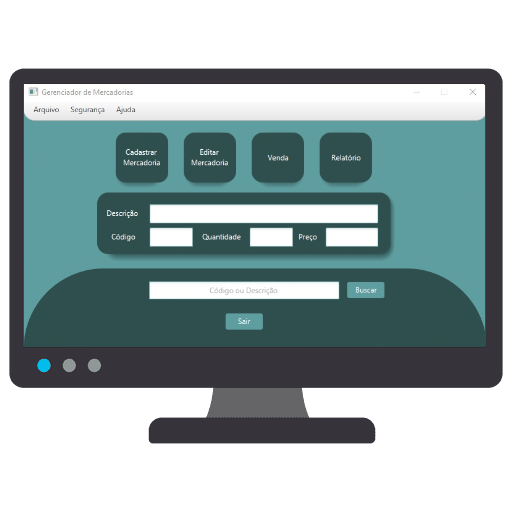 Gerenciador de Mercadorias
Arquivo Segurança Ajuda
Cadastrar
Mercadoria
Editar
Mercadoria
Venda
Relatório
Descrição
Código Quantidade Preço
Código ou Descrição Buscar
Sair